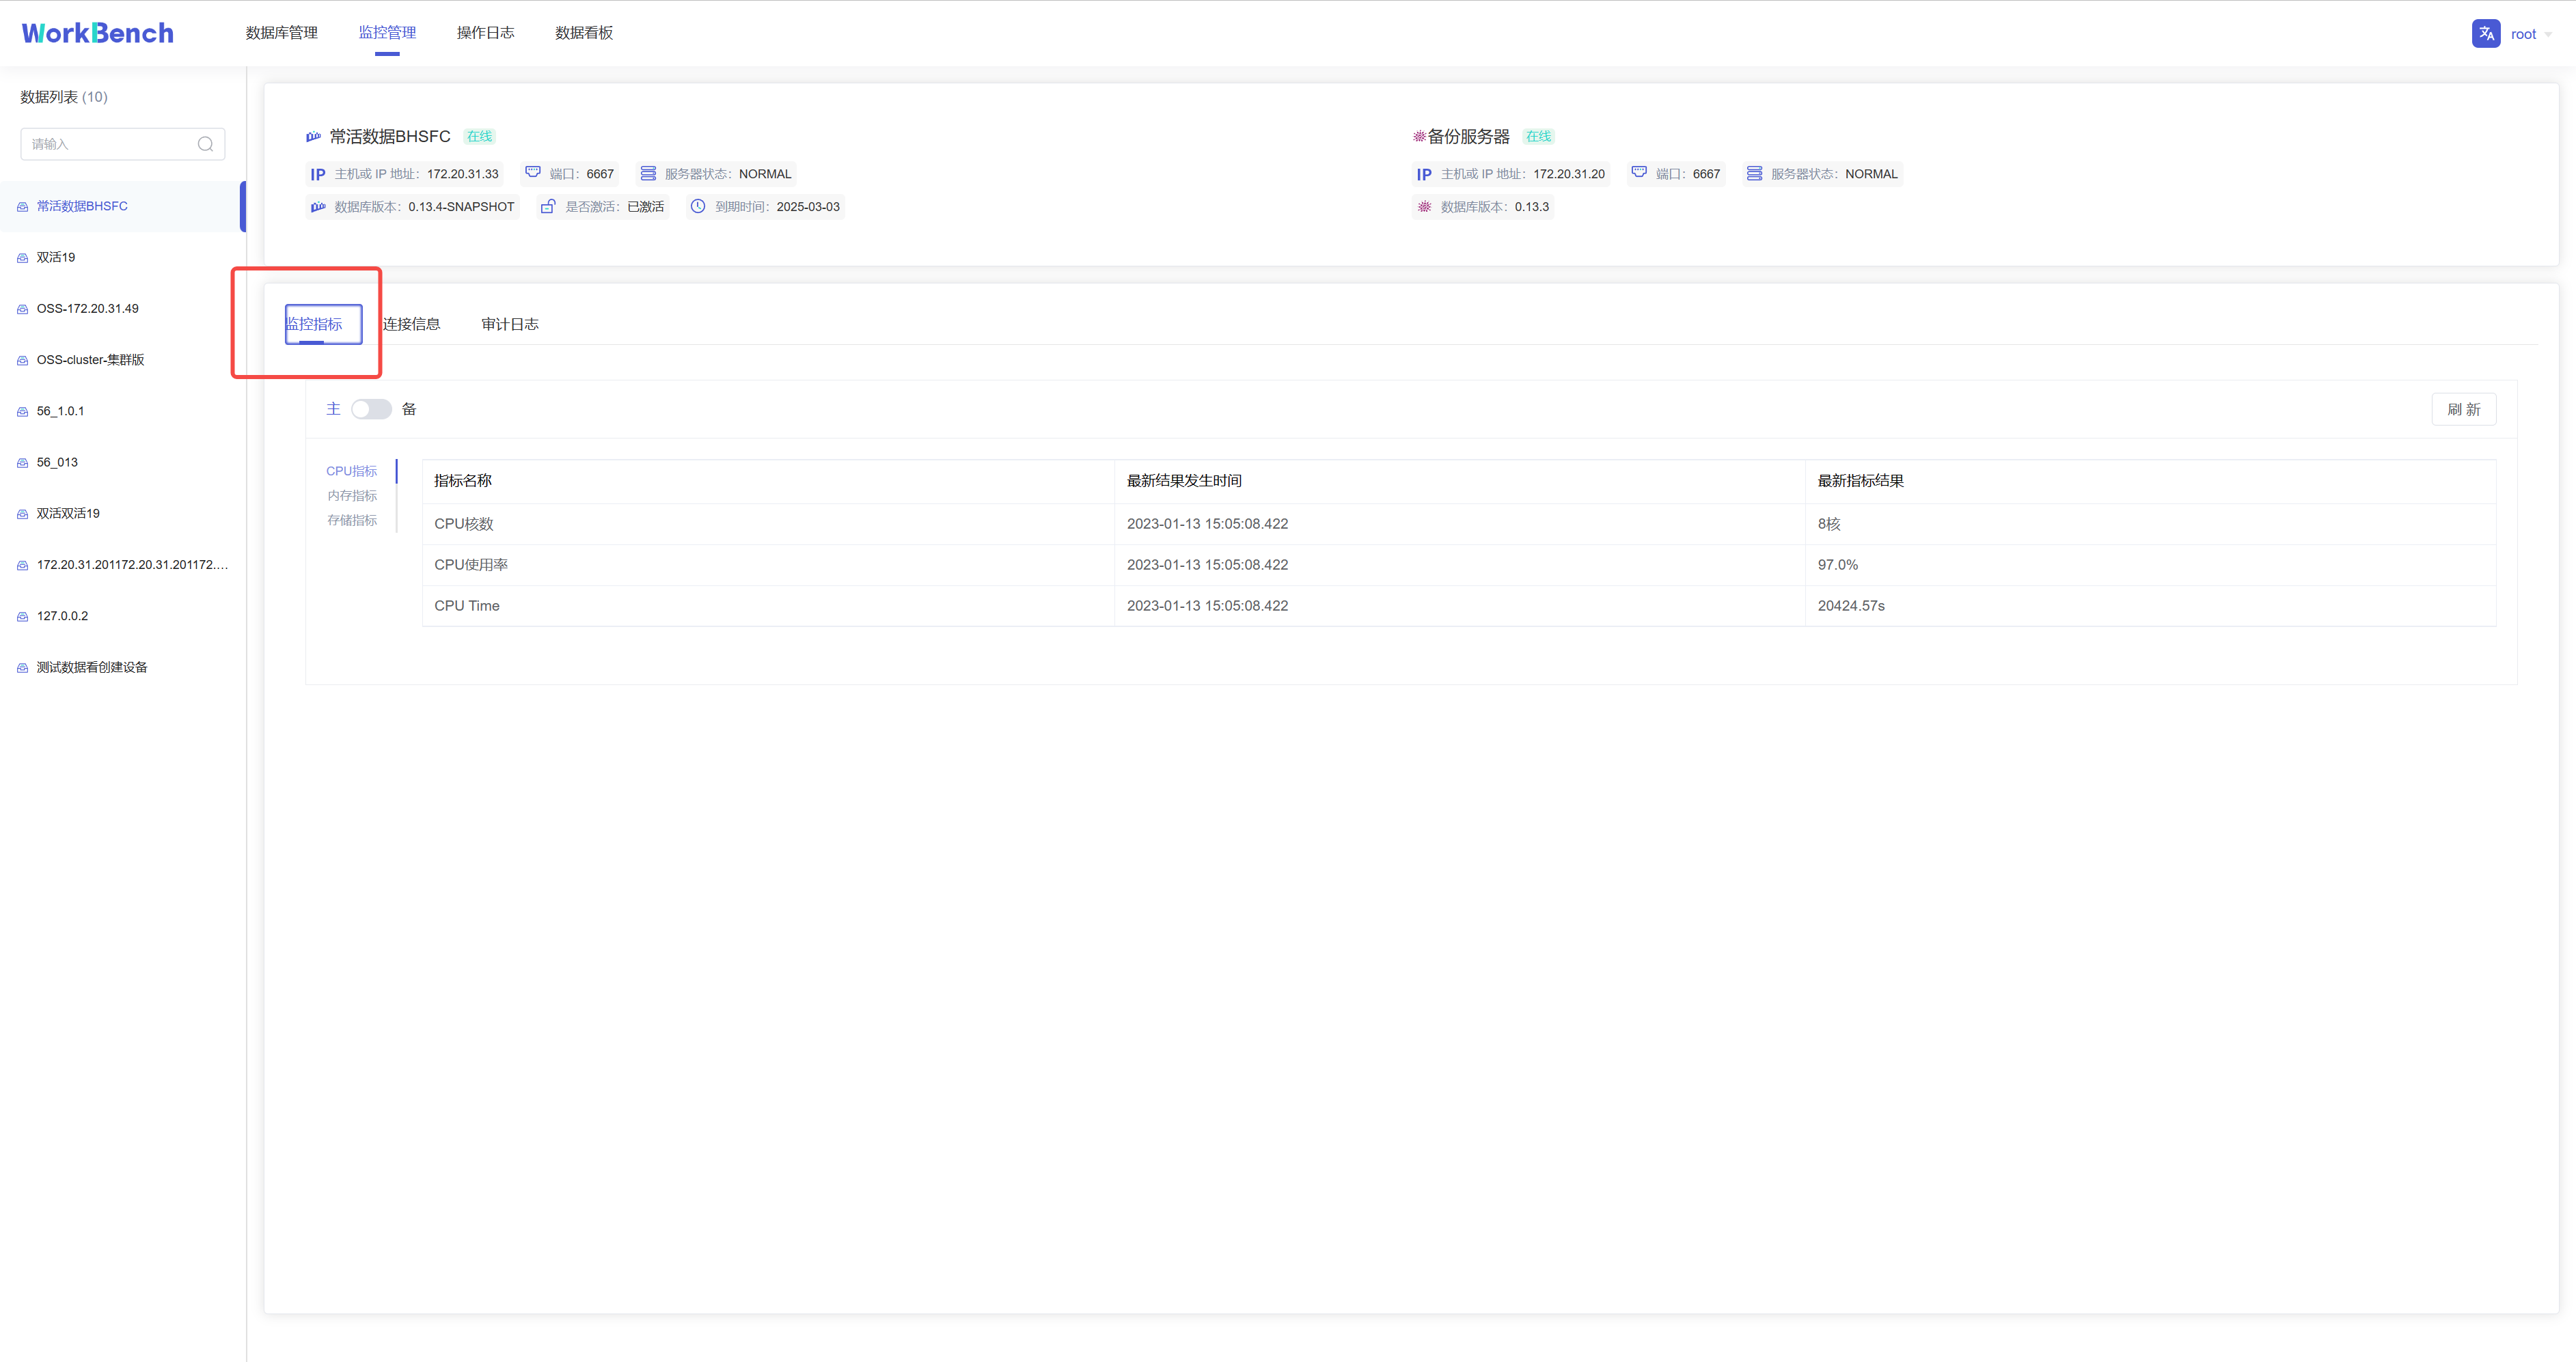 WorkBench
数据库管理
监控管理
操作日志
数据看板
root
数据列表 (10)
请输入
常活数据BHSFC
双活19
OSS-172.20.31.49
OSS-cluster-集群版
56_1.0.1
56_013
双活双活19
172.20.31.201172.20.31.201172....
127.0.0.2
测试数据看创建设备
常活数据BHSFC 在线
IP 主机或 IP 地址：172.20.31.33 端口：6667 服务器状态：NORMAL
数据库版本：0.13.4-SNAPSHOT 是否激活：已激活 到期时间：2025-03-03
备份服务器 在线
IP 主机或 IP 地址：172.20.31.20 端口：6667 服务器状态：NORMAL
数据库版本：0.13.3
监控指标 连接信息 审计日志
主 备 刷 新
CPU指标
内存指标
存储指标
指标名称 最新结果发生时间 最新指标结果
CPU核数 2023-01-13 15:05:08.422 8核
CPU使用率 2023-01-13 15:05:08.422 97.0%
CPU Time 2023-01-13 15:05:08.422 20424.57s